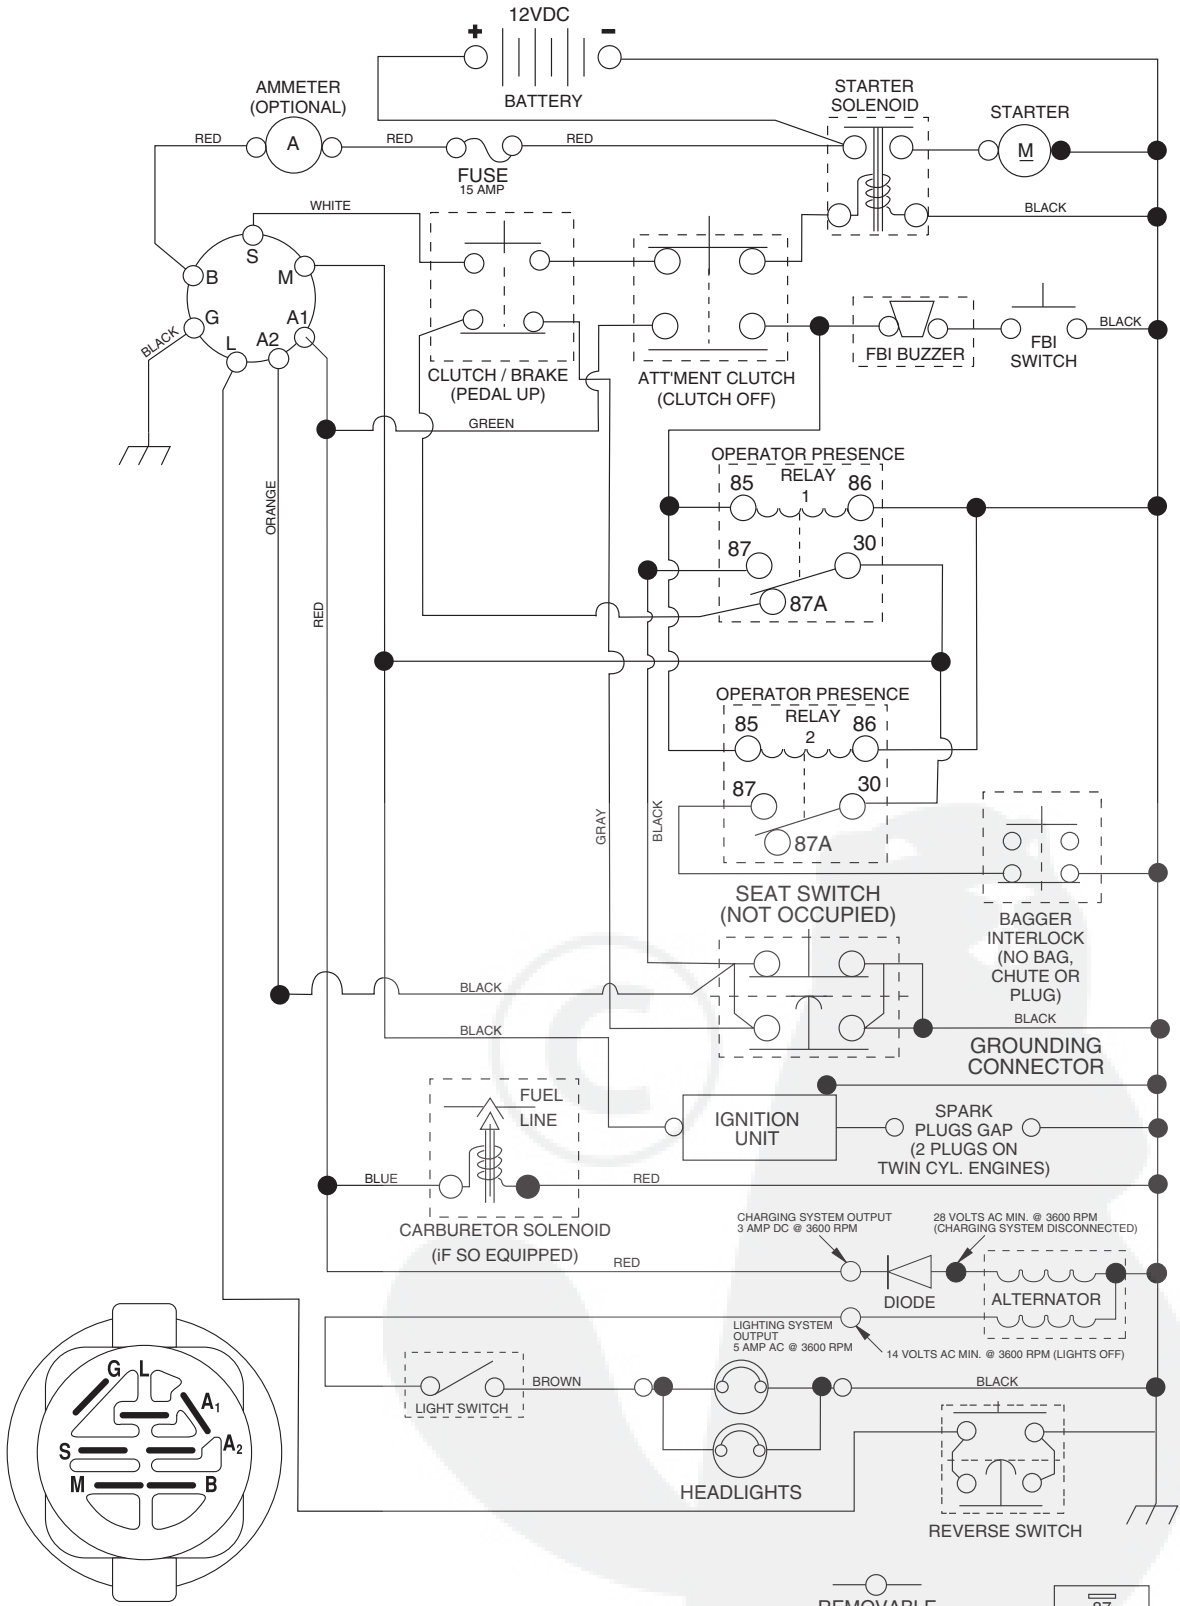 12VDC
+
−
BATTERY
AMMETER
(OPTIONAL)
STARTER
SOLENOID
STARTER
RED
A
RED
RED
M
FUSE
15 AMP
WHITE
BLACK
S
B
M
G
A1
L
A2
BLACK
CLUTCH / BRAKE
(PEDAL UP)
ATT'MENT CLUTCH
(CLUTCH OFF)
FBI BUZZER
FBI
SWITCH
BLACK
GREEN
OPERATOR PRESENCE
RELAY
1
85
86
87
30
87A
ORANGE
RED
OPERATOR PRESENCE
RELAY
2
85
86
87
30
87A
GRAY
BLACK
SEAT SWITCH
(NOT OCCUPIED)
BAGGER
INTERLOCK
(NO BAG,
CHUTE OR
PLUG)
BLACK
BLACK
BLACK
GROUNDING
CONNECTOR
FUEL
LINE
IGNITION
UNIT
SPARK
PLUGS GAP
(2 PLUGS ON
TWIN CYL. ENGINES)
BLUE
RED
CARBURETOR SOLENOID
(iF SO EQUIPPED)
CHARGING SYSTEM OUTPUT
3 AMP DC @ 3600 RPM
28 VOLTS AC MIN. @ 3600 RPM
(CHARGING SYSTEM DISCONNECTED)
RED
DIODE
ALTERNATOR
LIGHTING SYSTEM
OUTPUT
5 AMP AC @ 3600 RPM
14 VOLTS AC MIN. @ 3600 RPM (LIGHTS OFF)
BROWN
BLACK
LIGHT SWITCH
G
L
A1
S
A2
M
B
HEADLIGHTS
REVERSE SWITCH
©
REMOVABLE
87